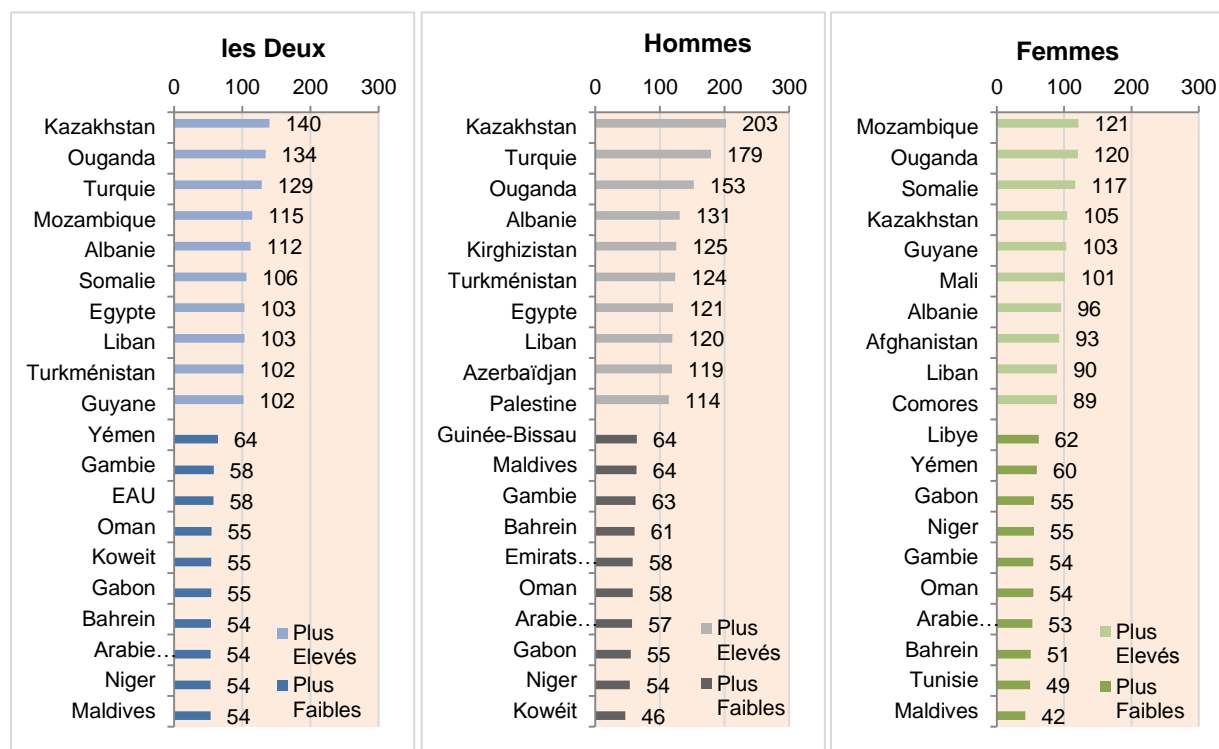 les Deux
0 100 200 300
Kazakhstan 140
Ouganda 134
Turquie 129
Mozambique 115
Albanie 112
Somalie 106
Egypte 103
Liban 103
Turkménistan 102
Guyane 102
Yémen 64
Gambie 58
EAU 58
Oman 55
Koweit 55
Gabon 55
Bahrein 54
Arabie… 54
Niger 54
Maldives 54
Plus
Elevés
Plus
Faibles
Hommes
0 100 200 300
Kazakhstan 203
Turquie 179
Ouganda 153
Albanie 131
Kirghizistan 125
Turkménistan 124
Egypte 121
Liban 120
Azerbaïdjan 119
Palestine 114
Guinée-Bissau 64
Maldives 64
Gambie 63
Bahrein 61
Emirats… 58
Oman 58
Arabie… 57
Gabon 55
Niger 54
Kowéit 46
Plus
Elevés
Plus
Faibles
Femmes
0 100 200 300
Mozambique 121
Ouganda 120
Somalie 117
Kazakhstan 105
Guyane 103
Mali 101
Albanie 96
Afghanistan 93
Liban 90
Comores 89
Libye 62
Yémen 60
Gabon 55
Niger 55
Gambie 54
Oman 54
Arabie… 53
Bahrein 51
Tunisie 49
Maldives 42
Plus
Elevés
Plus
Faibles